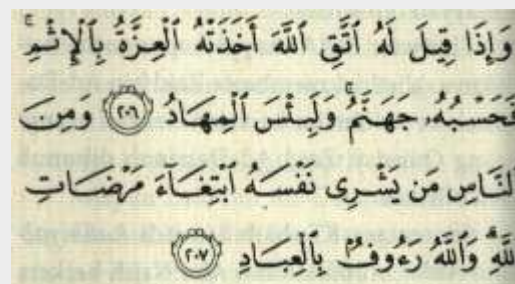 وَإِذَا قِيلَ لَهُ ٱتَّقِ ٱللَّهَ أَخَذَتْهُ ٱلْعِزَّةُ بِٱلْإِثْمِ ۚ
فَحَسْبُهُۥ جَهَنَّمُ ۚ وَلَبِئْسَ ٱلْمِهَادُ ٢٠٦ وَمِنَ
ٱلنَّاسِ مَن يَشْرِى نَفْسَهُ ٱبْتِغَآءَ مَرْضَاتِ
ٱللَّهِ ۗ وَٱللَّهُ رَءُوفٌۢ بِٱلْعِبَادِ ٢٠٧